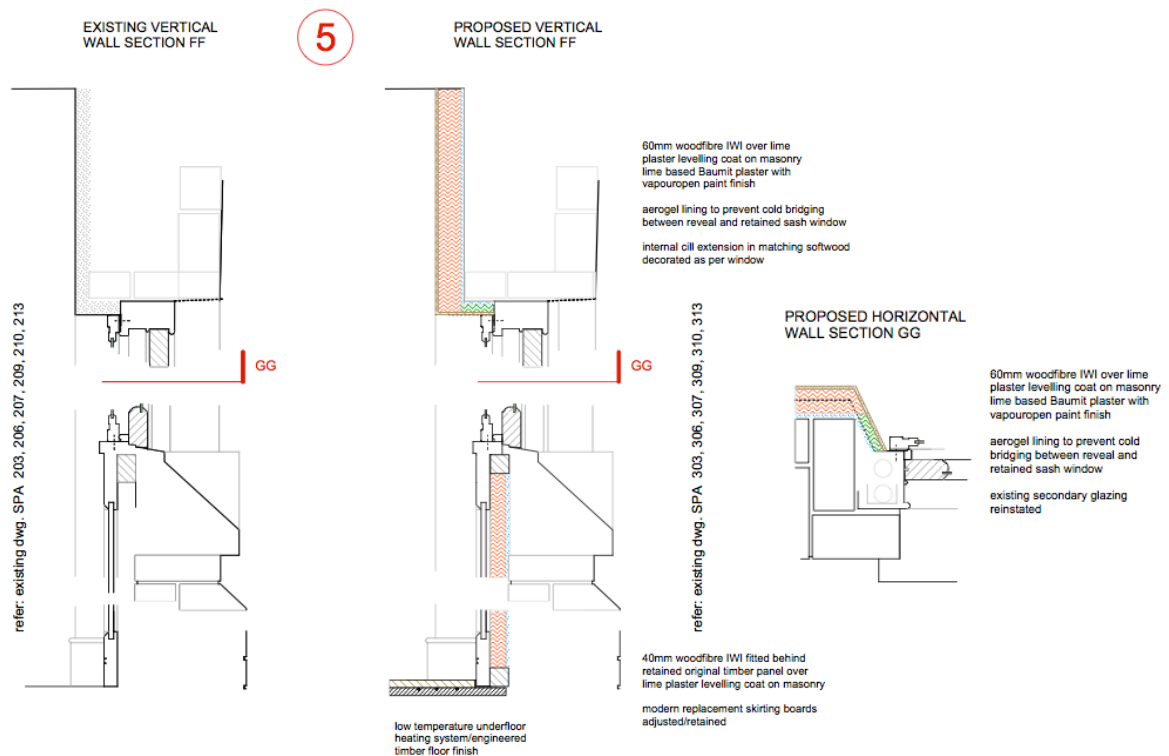 EXISTING VERTICAL
WALL SECTION FF
5
PROPOSED VERTICAL
WALL SECTION FF
60mm woodfibre IWI over lime
plaster levelling coat on masonry
lime based Baumit plaster with
vapouropen paint finish
aerogel lining to prevent cold bridging
between reveal and retained sash window
internal cill extension in matching softwood
decorated as per window
refer: existing dwg. SPA 203, 206, 207, 209, 210, 213
GG
GG
refer: existing dwg. SPA 303, 306, 307, 309, 310, 313
PROPOSED HORIZONTAL
WALL SECTION GG
60mm woodfibre IWI over lime
plaster levelling coat on masonry
lime based Baumit plaster with
vapouropen paint finish
aerogel lining to prevent cold
bridging between reveal and
retained sash window
existing secondary glazing
reinstated
40mm woodfibre IWI fitted behind
retained original timber panel over
lime plaster levelling coat on masonry
modern replacement skirting boards
adjusted/retained
low temperature underfloor
heating system/engineered
timber floor finish